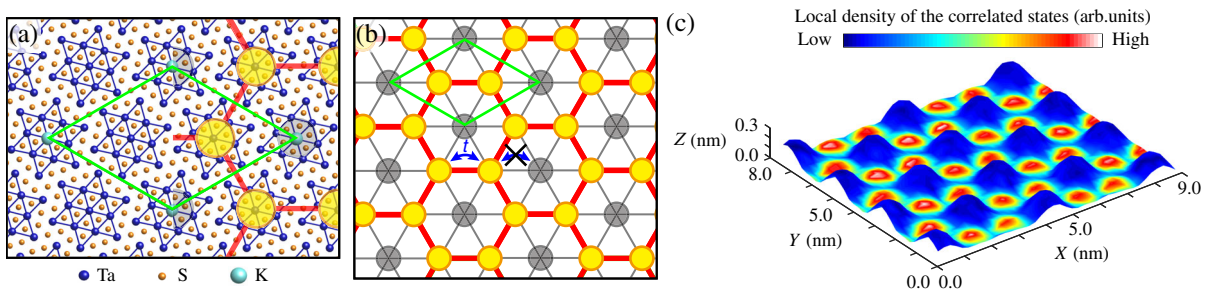 (a)
Ta S K
(b)
t
(c)
Local density of the correlated states (arb.units)
Low High
Z (nm)
0.3
0.0
8.0
5.0
Y (nm)
0.0
0.0
5.0
X (nm)
9.0